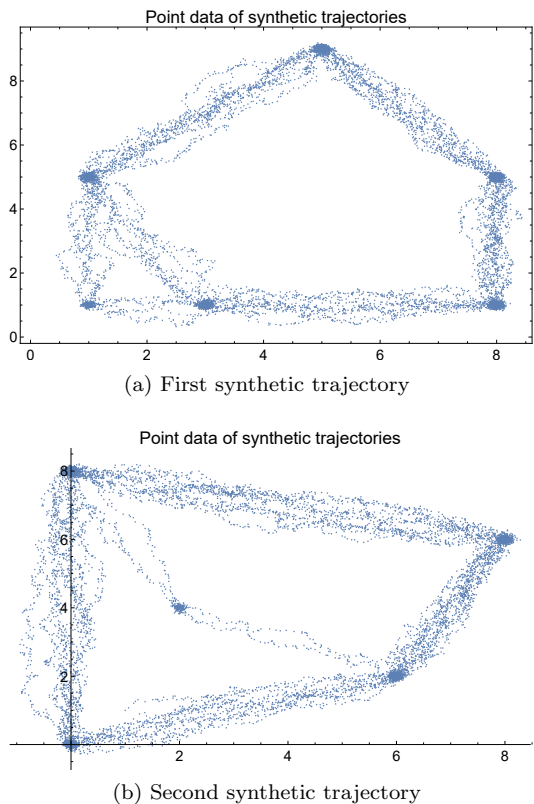 Point data of synthetic trajectories
8
6
4
2
0
0 2 4 6 8
(a) First synthetic trajectory
Point data of synthetic trajectories
8
6
4
2
0
2 4 6 8
(b) Second synthetic trajectory